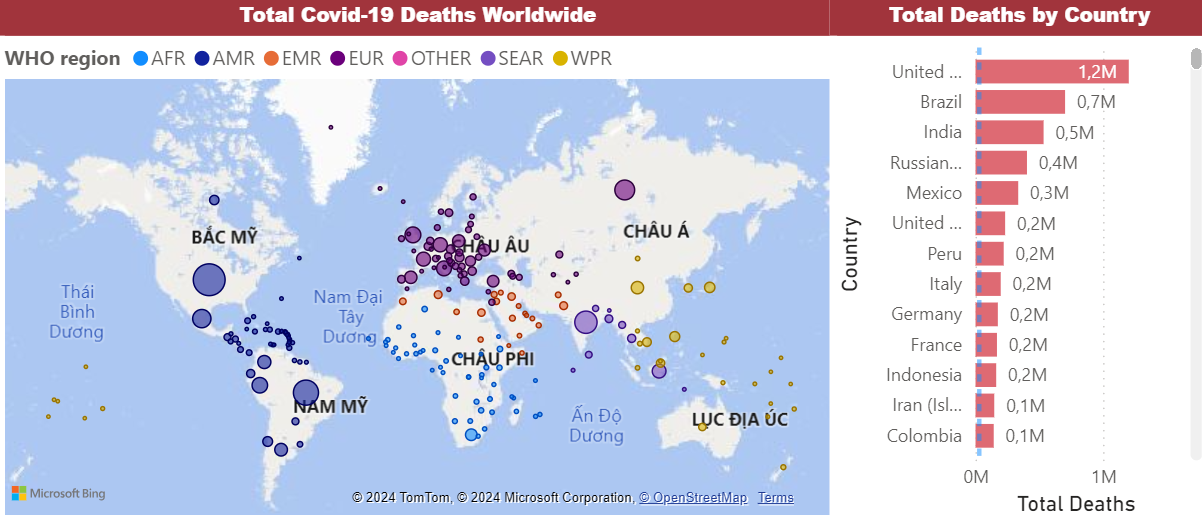 Total Covid-19 Deaths Worldwide
WHO region AFR AMR EMR EUR OTHER SEAR WPR
BẮC MỸ
CHÂU ÂU
CHÂU Á
Thái
Bình
Dương
Nam Đại
Tây
Dương
CHÂU PHI
NAM MỸ
Ấn Độ
Dương
LỤC ĐỊA ÚC
Microsoft Bing
© 2024 TomTom, © 2024 Microsoft Corporation, © OpenStreetMap Terms
Total Deaths by Country
Country
United ... 1,2M
Brazil 0,7M
India 0,5M
Russian... 0,4M
Mexico 0,3M
United ... 0,2M
Peru 0,2M
Italy 0,2M
Germany 0,2M
France 0,2M
Indonesia 0,2M
Iran (Isl... 0,1M
Colombia 0,1M
0M 1M
Total Deaths